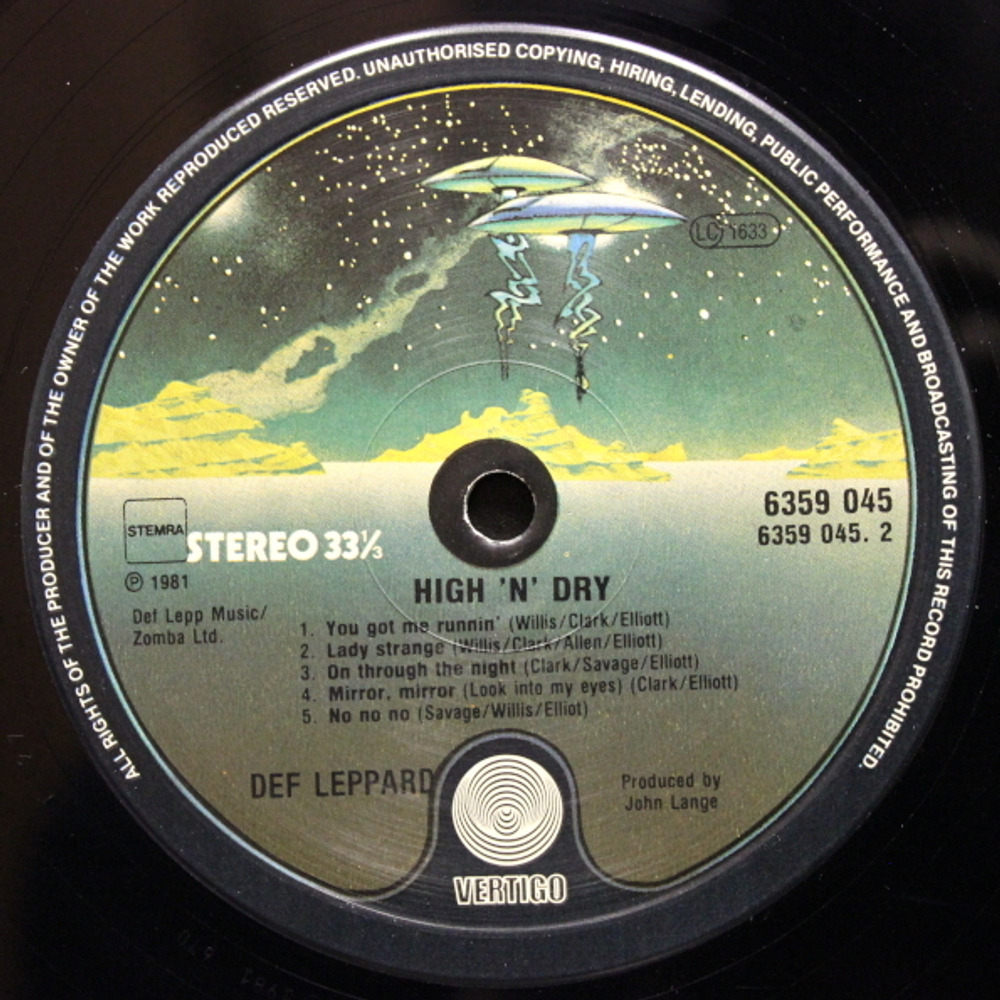 ALL RIGHTS OF THE PRODUCER AND OF THE OWNER OF THE WORK REPRODUCED RESERVED. UNAUTHORISED COPYING, HIRING, LENDING, PUBLIC PERFORMANCE AND BROADCASTING OF THIS RECORD PROHIBITED.
LC 1633
6359 045
6359 045. 2
STEMRA
STEREO 33⅓
℗ 1981
Def Lepp Music/
Zomba Ltd.
HIGH 'N' DRY
1. You got me runnin' (Willis/Clark/Elliott)
2. Lady strange (Willis/Clark/Allen/Elliott)
3. On through the night (Clark/Savage/Elliott)
4. Mirror, mirror (Look into my eyes) (Clark/Elliott)
5. No no no (Savage/Willis/Elliot)
DEF LEPPARD
Produced by
John Lange
VERTIGO